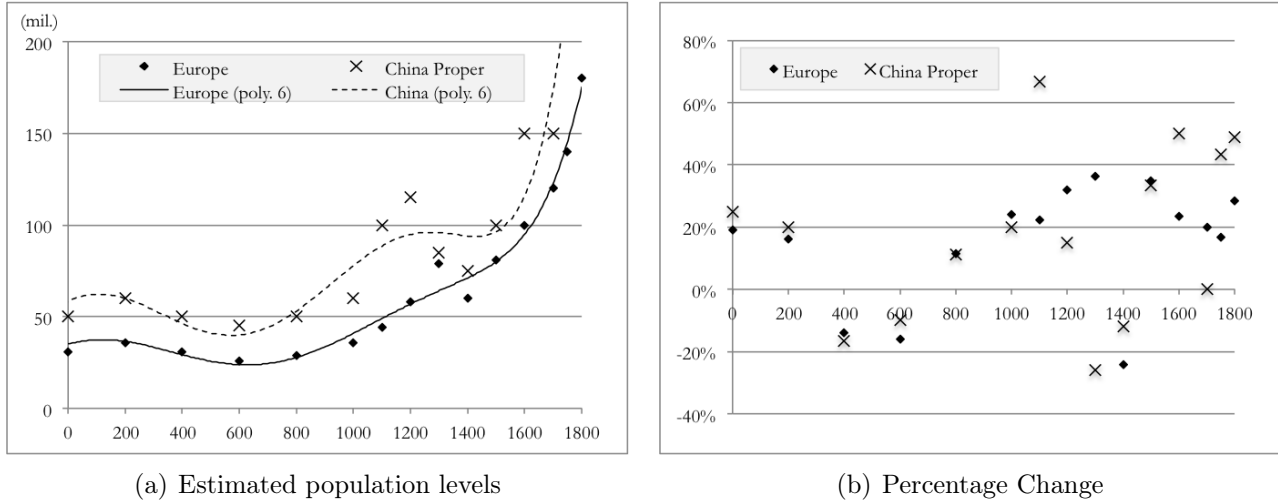 (mil.)
200
150
100
50
0
0 200 400 600 800 1000 1200 1400 1600 1800
Europe China Proper
Europe (poly. 6) China (poly. 6)
(a) Estimated population levels
80%
60%
40%
20%
0%
-20%
-40%
0 200 400 600 800 1000 1200 1400 1600 1800
Europe China Proper
(b) Percentage Change